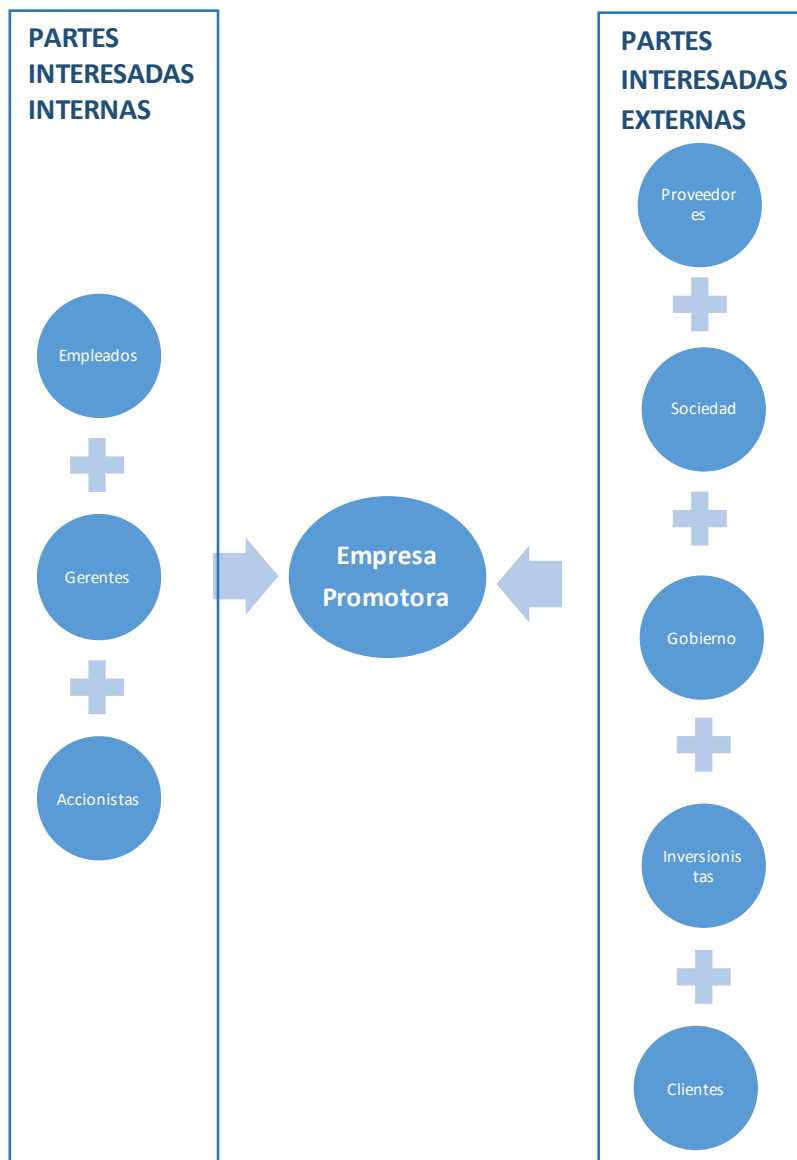 PARTES
INTERESADAS
INTERNAS
Empleados
Gerentes
Accionistas
Empresa
Promotora
PARTES
INTERESADAS
EXTERNAS
Proveedor
es
Sociedad
Gobierno
Inversionis
tas
Clientes